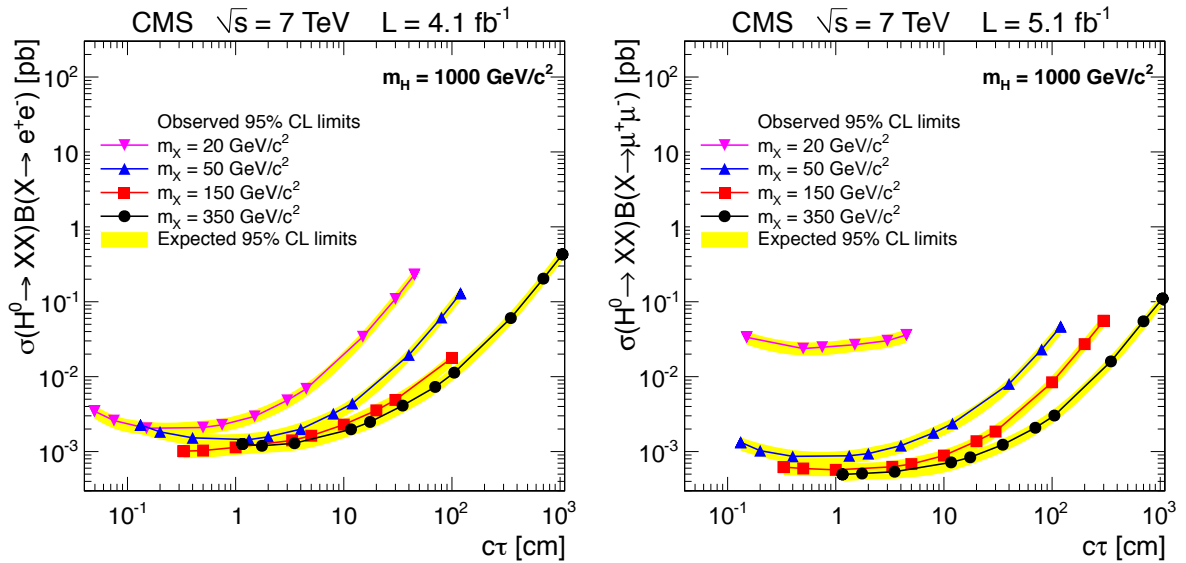 CMS √s = 7 TeV L = 4.1 fb⁻¹
σ(H⁰→ XX)B(X→ e⁺e⁻) [pb]
m_H = 1000 GeV/c²
Observed 95% CL limits
m_X = 20 GeV/c²
m_X = 50 GeV/c²
m_X = 150 GeV/c²
m_X = 350 GeV/c²
Expected 95% CL limits
10²
10
1
10⁻¹
10⁻²
10⁻³
10⁻¹ 1 10 10² 10³
cτ [cm]
CMS √s = 7 TeV L = 5.1 fb⁻¹
σ(H⁰→ XX)B(X→μ⁺μ⁻) [pb]
m_H = 1000 GeV/c²
Observed 95% CL limits
m_X = 20 GeV/c²
m_X = 50 GeV/c²
m_X = 150 GeV/c²
m_X = 350 GeV/c²
Expected 95% CL limits
10²
10
1
10⁻¹
10⁻²
10⁻³
10⁻¹ 1 10 10² 10³
cτ [cm]